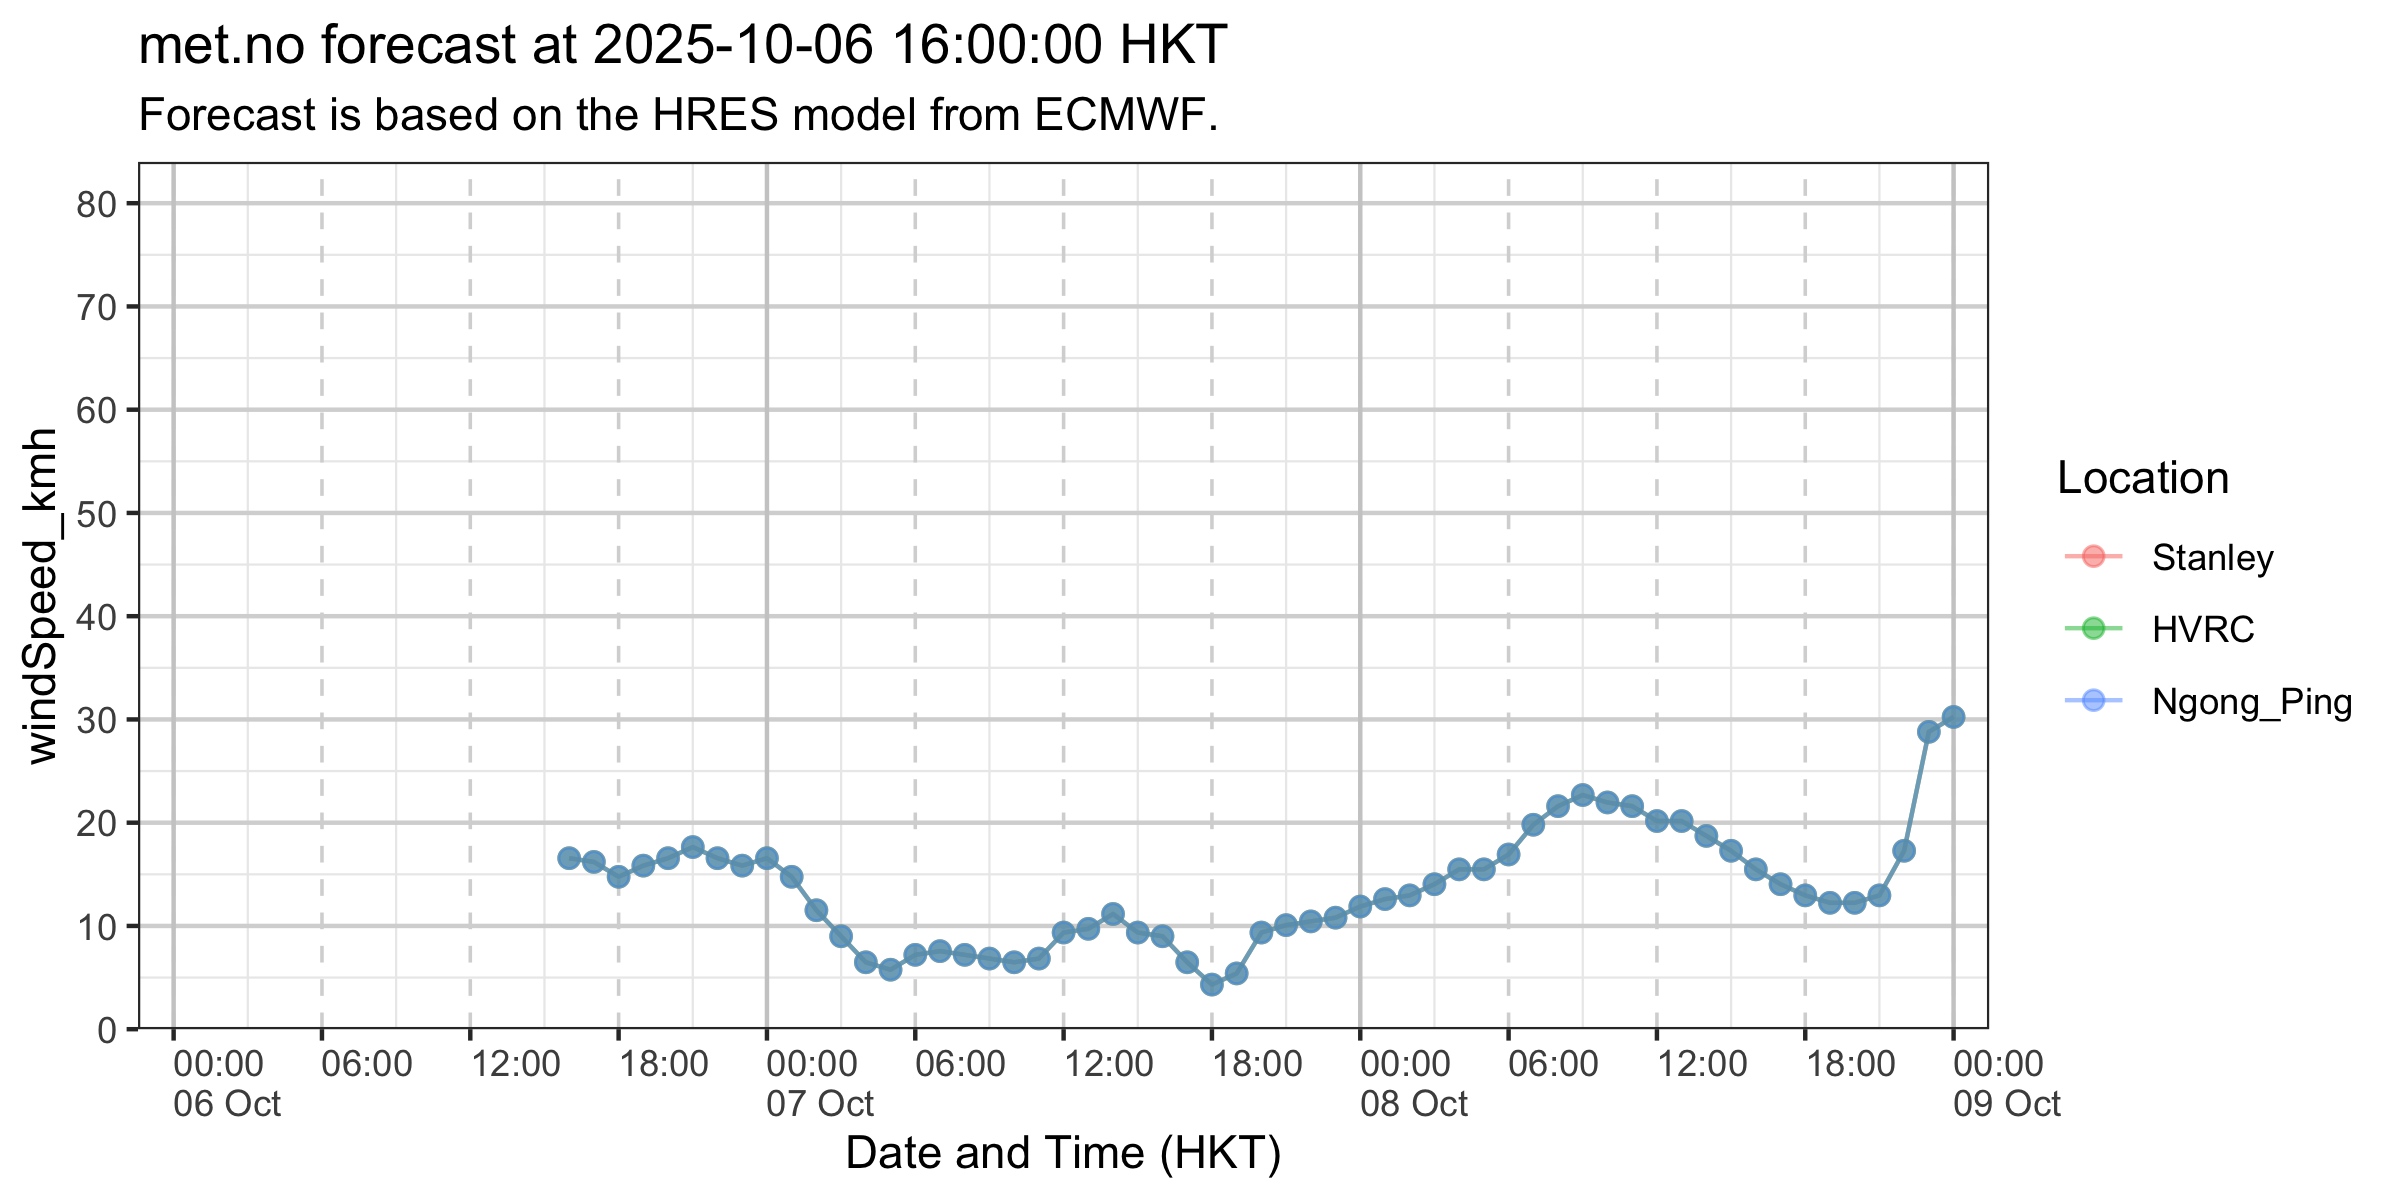 met.no forecast at 2025-10-06 16:00:00 HKT
Forecast is based on the HRES model from ECMWF.
windSpeed_kmh
80
70
60
50
40
30
20
10
0
00:00 06:00 12:00 18:00 00:00 06:00 12:00 18:00 00:00 06:00 12:00 18:00 00:00
06 Oct 07 Oct 08 Oct 09 Oct
Date and Time (HKT)
Location
Stanley
HVRC
Ngong_Ping